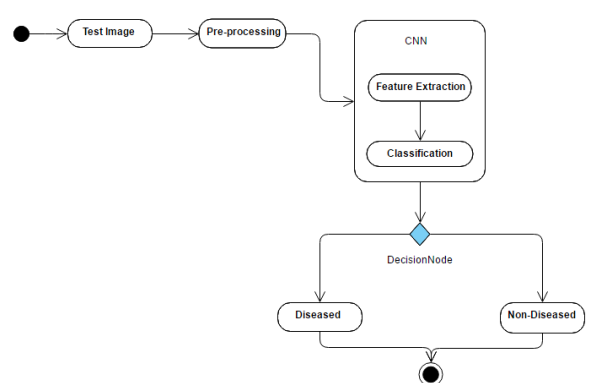 Test Image
Pre-processing
CNN
Feature Extraction
Classification
DecisionNode
Diseased
Non-Diseased